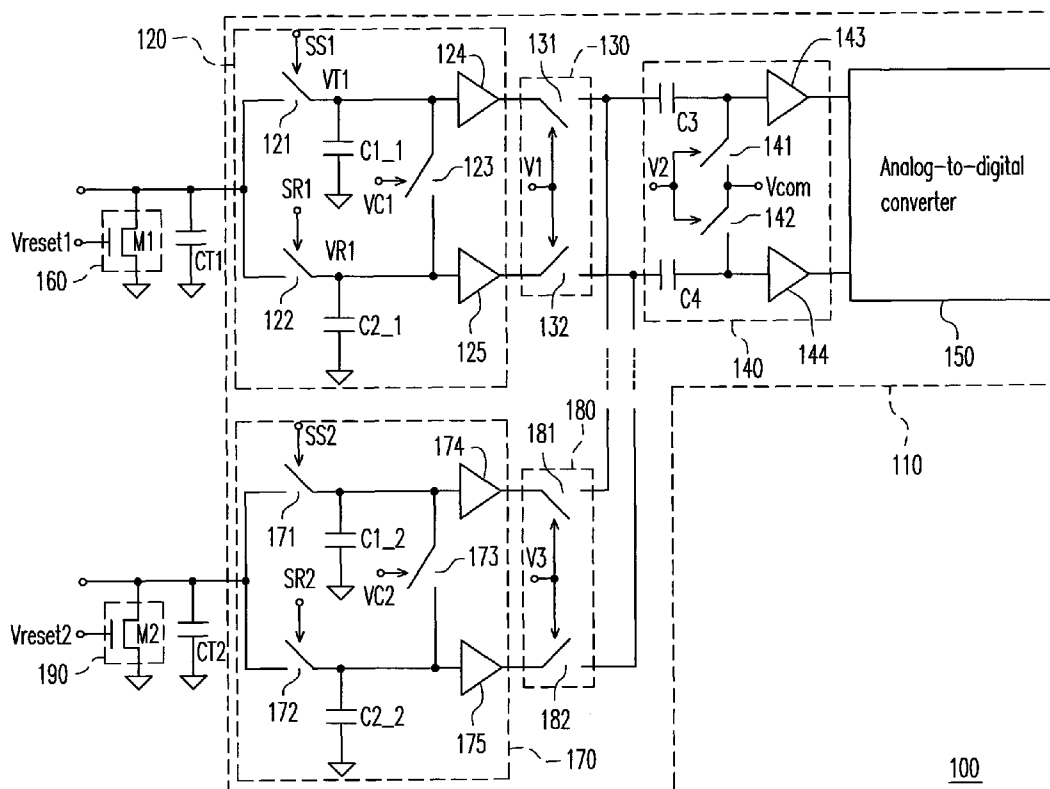 120
SS1
VT1
124
131
130
143
121
C1_1
123
V1
C3
V2
141
Vcom
142
Analog-to-digital
converter
SR1
VC1
Vreset1
M1
CT1
VR1
160
122
C2_1
125
132
C4
144
140
150
SS2
174
181
180
110
171
C1_2
173
V3
SR2
VC2
Vreset2
M2
CT2
190
172
C2_2
175
182
170
100